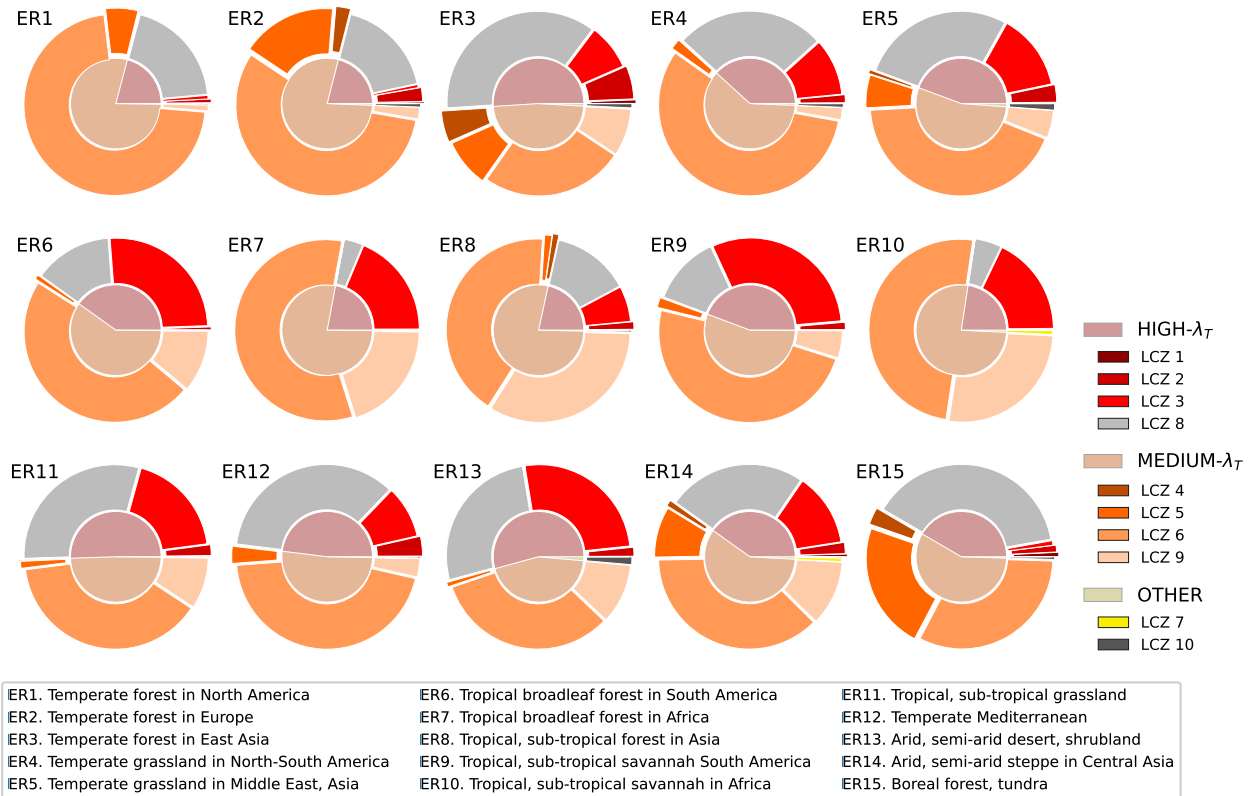 ER1
ER2
ER3
ER4
ER5
ER6
ER7
ER8
ER9
ER10
ER11
ER12
ER13
ER14
ER15
HIGH-λT
LCZ 1
LCZ 2
LCZ 3
LCZ 8
MEDIUM-λT
LCZ 4
LCZ 5
LCZ 6
LCZ 9
OTHER
LCZ 7
LCZ 10
ER1. Temperate forest in North America
ER2. Temperate forest in Europe
ER3. Temperate forest in East Asia
ER4. Temperate grassland in North-South America
ER5. Temperate grassland in Middle East, Asia
ER6. Tropical broadleaf forest in South America
ER7. Tropical broadleaf forest in Africa
ER8. Tropical, sub-tropical forest in Asia
ER9. Tropical, sub-tropical savannah South America
ER10. Tropical, sub-tropical savannah in Africa
ER11. Tropical, sub-tropical grassland
ER12. Temperate Mediterranean
ER13. Arid, semi-arid desert, shrubland
ER14. Arid, semi-arid steppe in Central Asia
ER15. Boreal forest, tundra